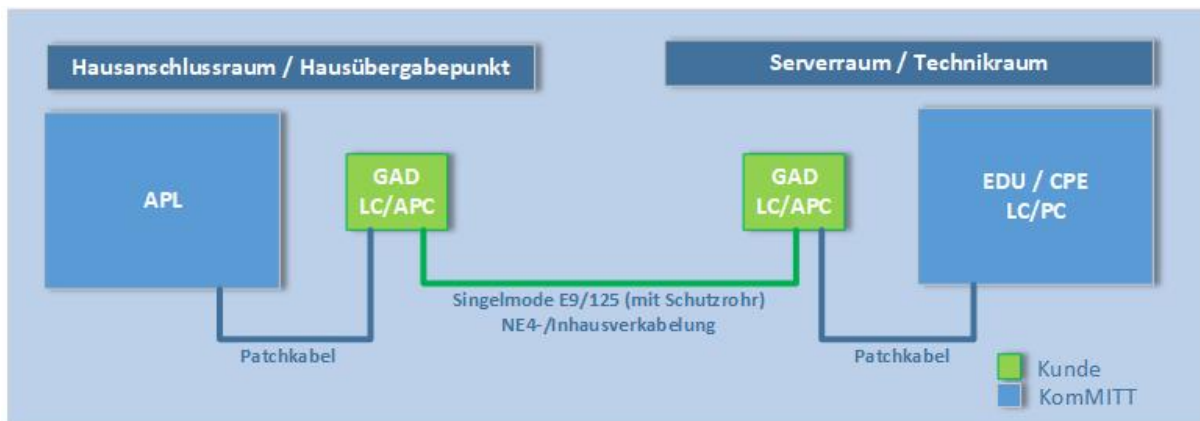 Hausanschlussraum / Hausübergabepunkt
Serverraum / Technikraum
APL
GAD
LC/APC
GAD
LC/APC
EDU / CPE
LC/PC
Singelmode E9/125 (mit Schutzrohr)
NE4-/Inhausverkabelung
Patchkabel
Patchkabel
Kunde
KomMITT